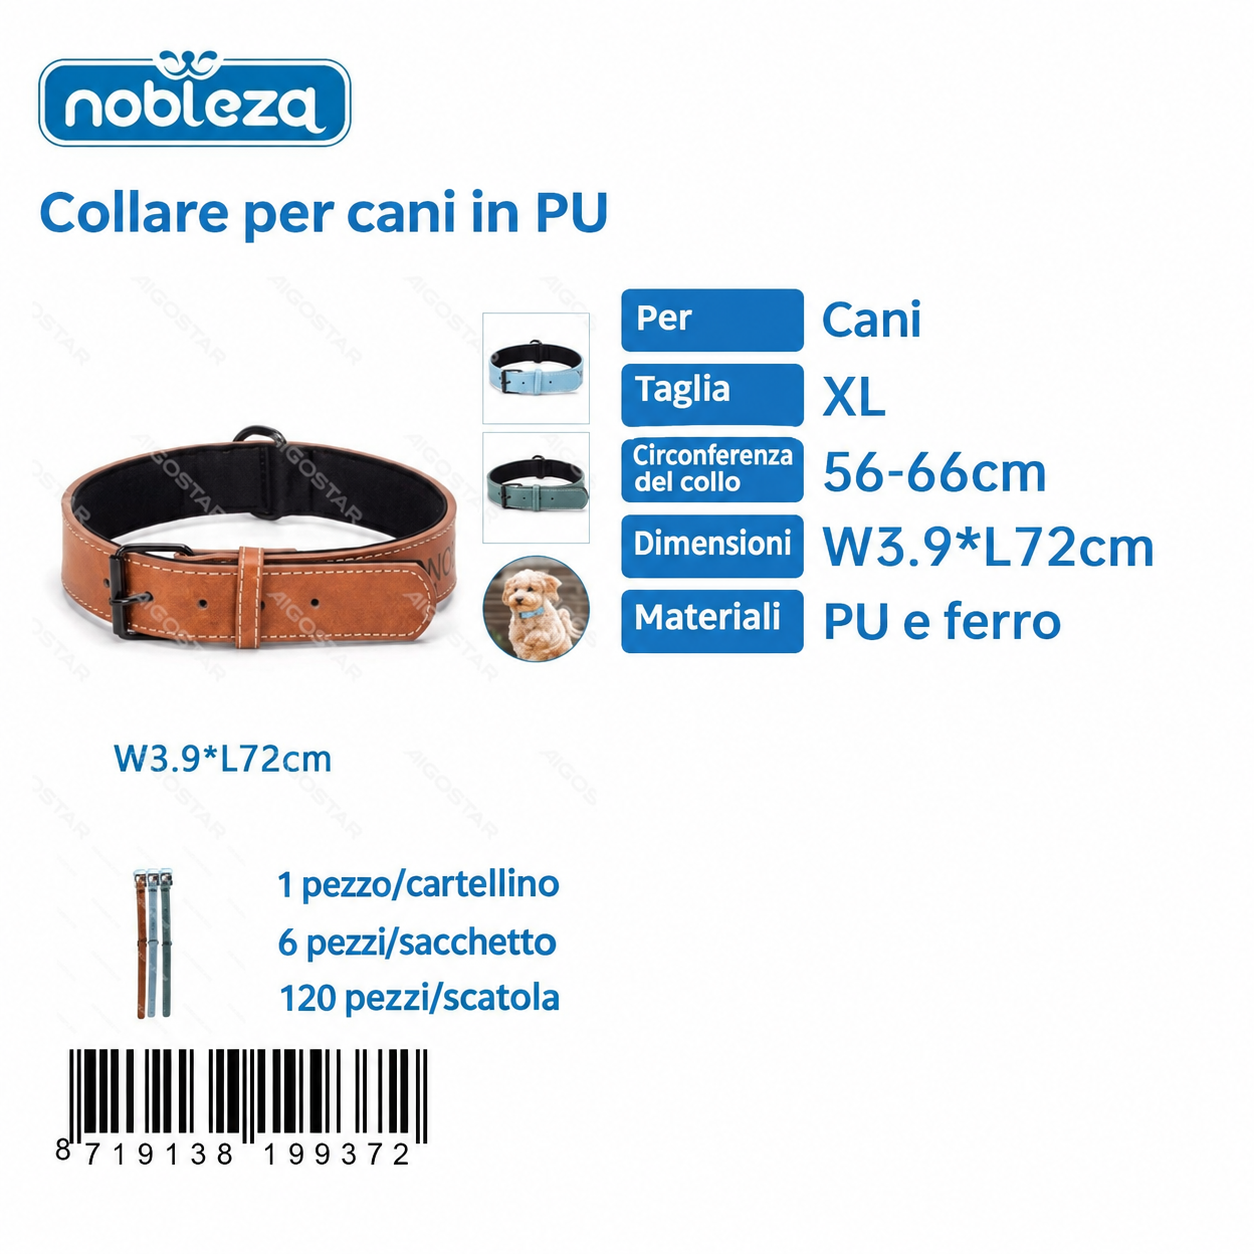 nobleza
Collare per cani in PU
Per
Cani
Taglia
XL
Circonferenza
del collo
56-66cm
Dimensioni
W3.9*L72cm
Materiali
PU e ferro
W3.9*L72cm
1 pezzo/cartellino
6 pezzi/sacchetto
120 pezzi/scatola
8 719138 199372
AIGOSTAR